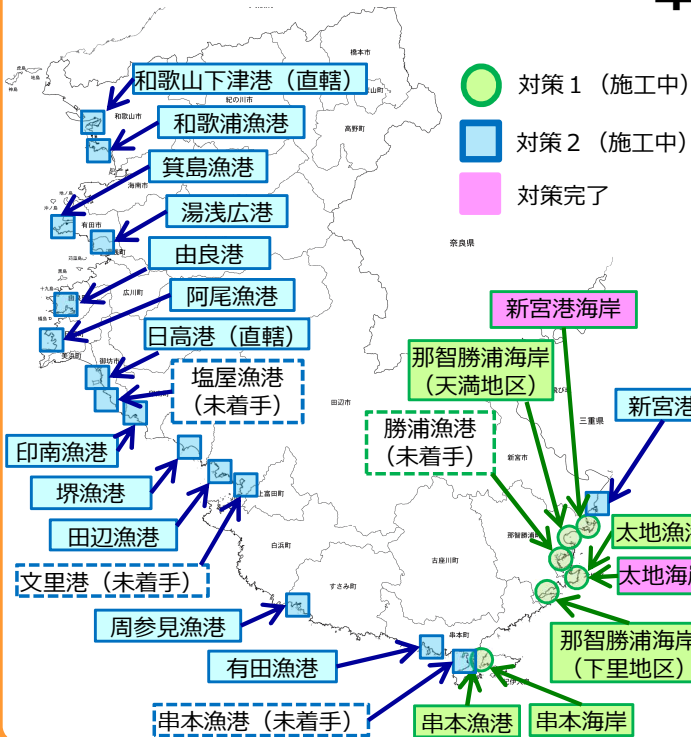 和歌山下津港（直轄）
和歌浦漁港
箕島漁港
湯浅広港
由良港
阿尾漁港
日高港（直轄）
塩屋漁港
（未着手）
印南漁港
堺漁港
田辺漁港
文里港（未着手）
周参見漁港
有田漁港
串本漁港（未着手）
串本漁港
串本海岸
対策１（施工中）
対策２（施工中）
対策完了
新宮港海岸
那智勝浦海岸
（天満地区）
勝浦漁港
（未着手）
新宮港
太地漁
太地海岸
那智勝浦海岸
（下里地区）
橋本市
紀の川市
和歌山市
高野町
海南市
有田市
奈良県
広川町
御坊市
美浜町
田辺市
三重県
新宮市
上富田町
白浜町
すさみ町
古座川町
那智勝浦町
串本町